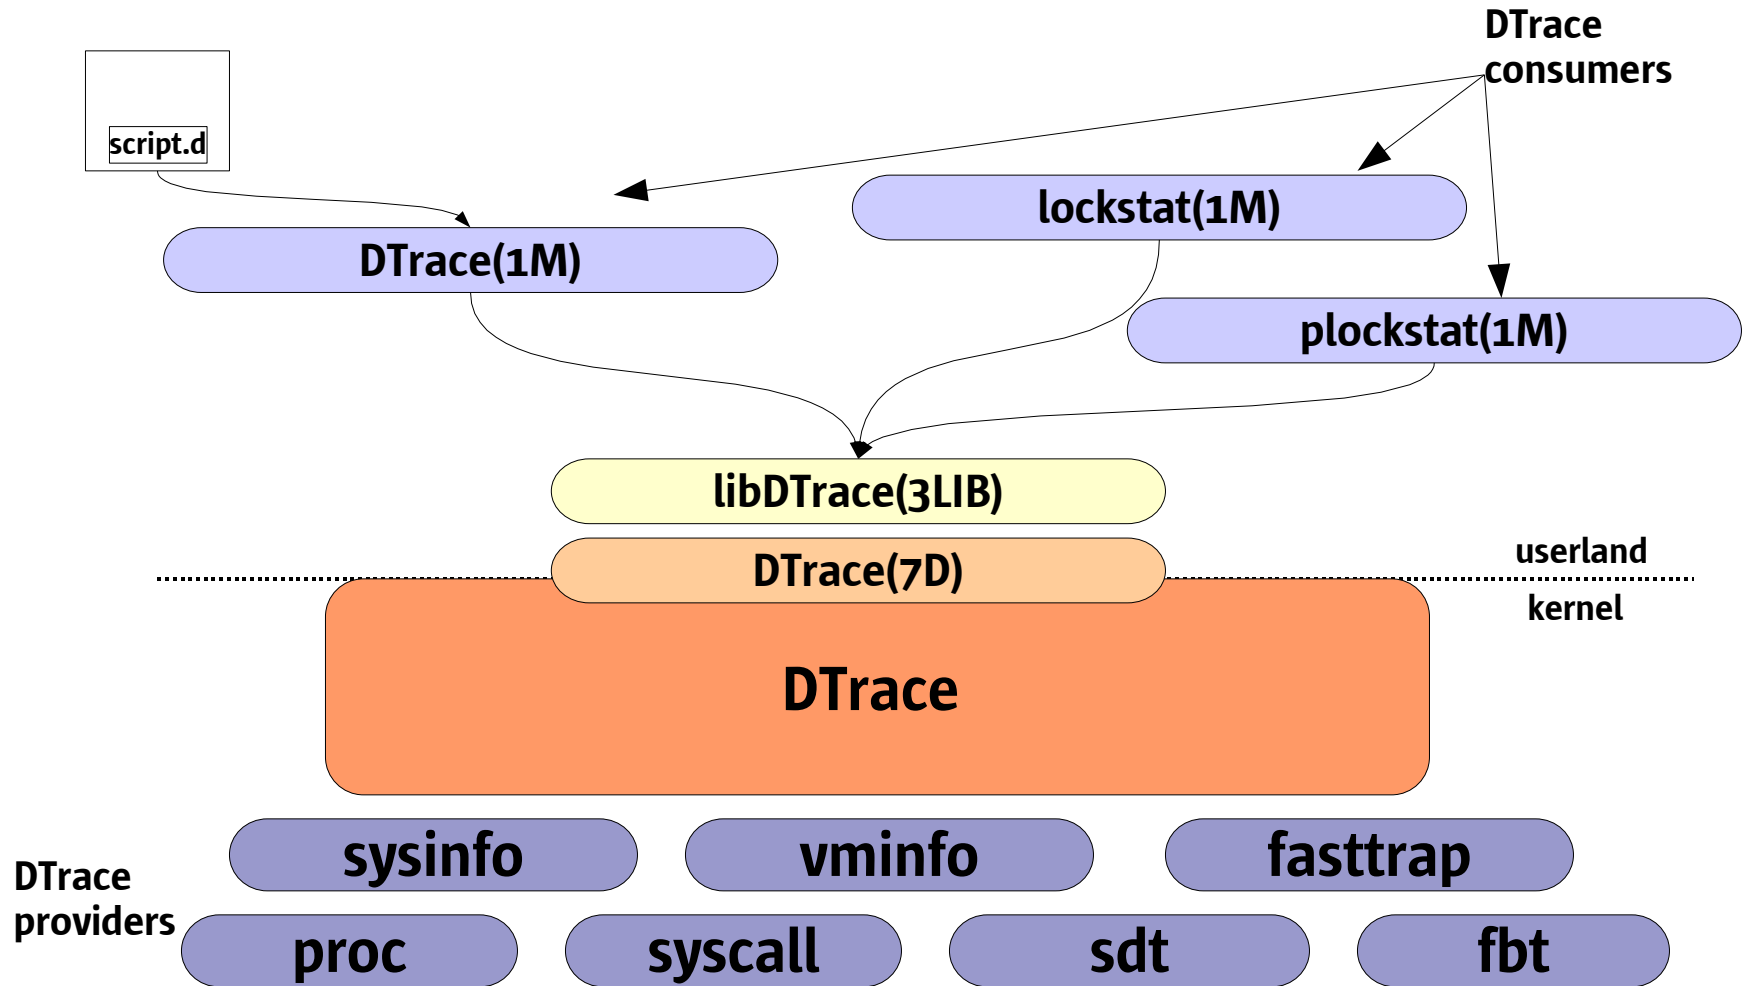 DTrace
consumers
script.d
lockstat(1M)
DTrace(1M)
plockstat(1M)
libDTrace(3LIB)
userland
DTrace(7D)
kernel
DTrace
sysinfo
vminfo
fasttrap
DTrace
providers
proc
syscall
sdt
fbt